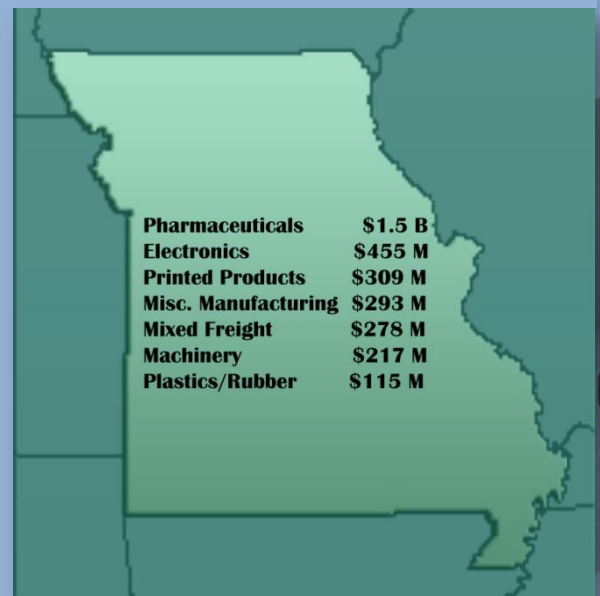 Pharmaceuticals $1.5 B
Electronics $455 M
Printed Products $309 M
Misc. Manufacturing $293 M
Mixed Freight $278 M
Machinery $217 M
Plastics/Rubber $115 M